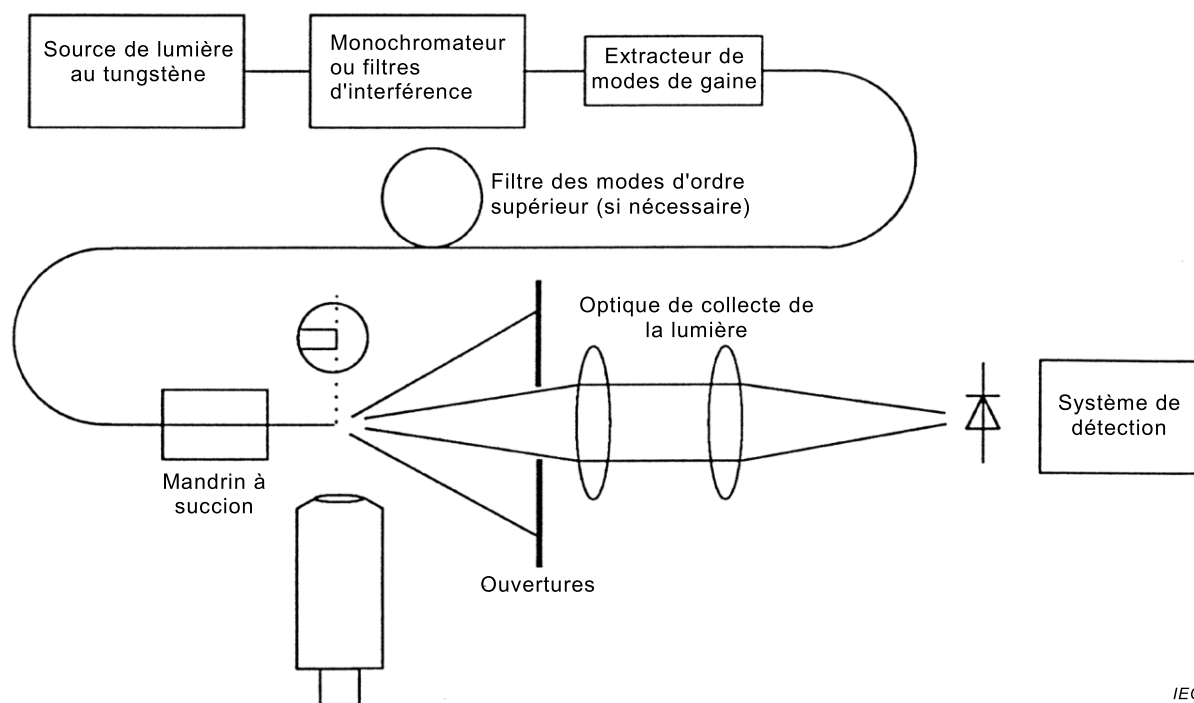 Source de lumière
au tungstène
Monochromateur
ou filtres
d'interférence
Extracteur de
modes de gaine
Filtre des modes d'ordre
supérieur (si nécessaire)
Optique de collecte de
la lumière
Système de
détection
Mandrin à
succion
Ouvertures